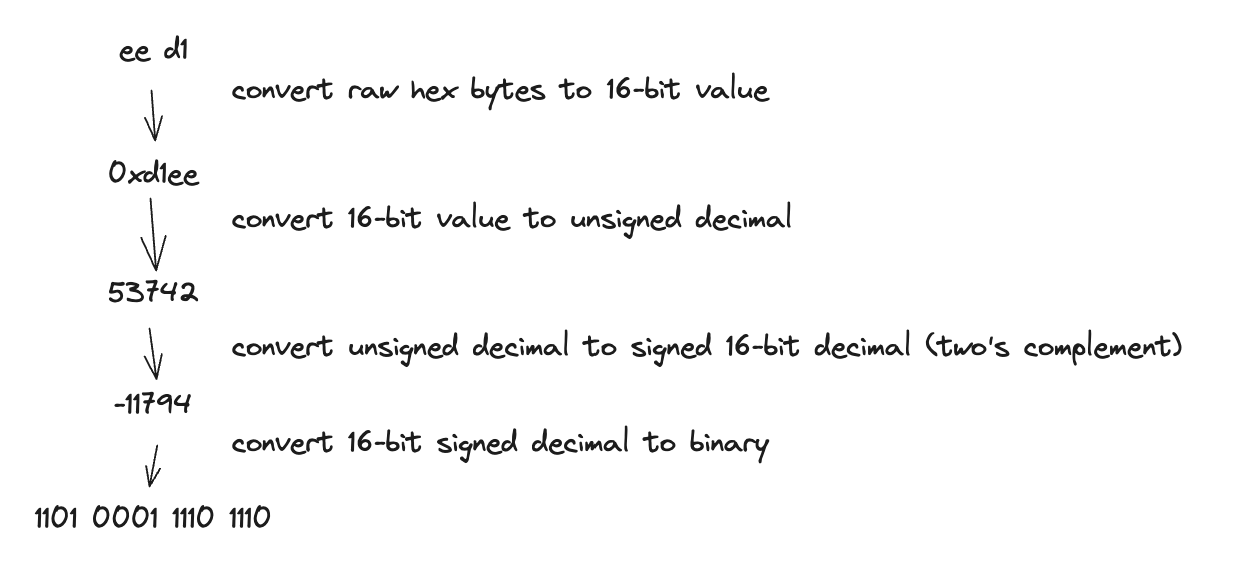 ee d1
convert raw hex bytes to 16-bit value
0xd1ee
convert 16-bit value to unsigned decimal
53742
convert unsigned decimal to signed 16-bit decimal (two's complement)
-11794
convert 16-bit signed decimal to binary
1101 0001 1110 1110